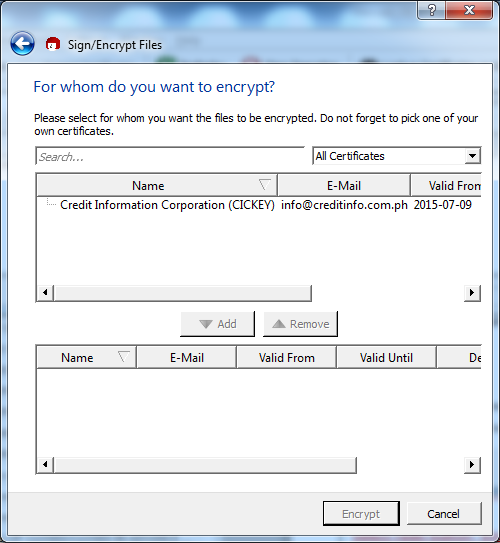 Sign/Encrypt Files
For whom do you want to encrypt?
Please select for whom you want the files to be encrypted. Do not forget to pick one of your
own certificates.
Search... All Certificates
Name E-Mail Valid From
Credit Information Corporation (CICKEY) info@creditinfo.com.ph 2015-07-09
Add Remove
Name E-Mail Valid From Valid Until De
Encrypt Cancel